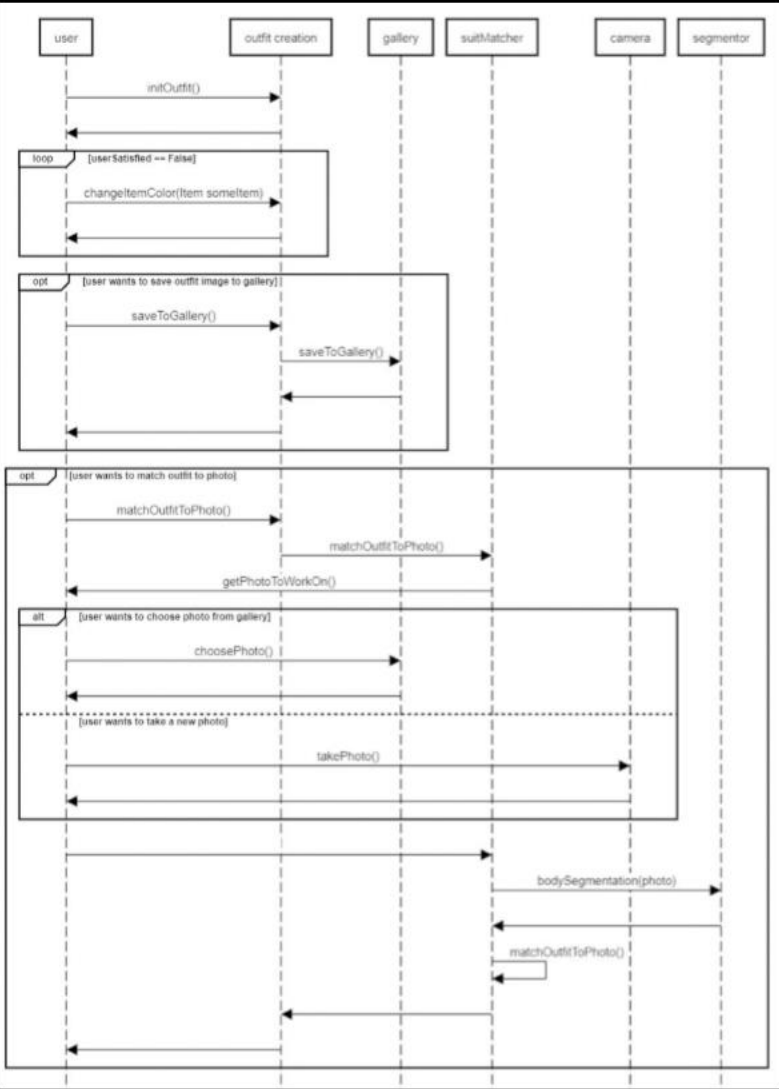 user
outfit creation
gallery
suitMatcher
camera
segmentor
initOutfit()
loop
[userSatisfied == False]
changeItemColor(Item someItem)
opt
[user wants to save outfit image to gallery]
saveToGallery()
saveToGallery()
opt
[user wants to match outfit to photo]
matchOutfitToPhoto()
matchOutfitToPhoto()
getPhotoToWorkOn()
alt
[user wants to choose photo from gallery]
choosePhoto()
[user wants to take a new photo]
takePhoto()
bodySegmentation(photo)
matchOutfitToPhoto()